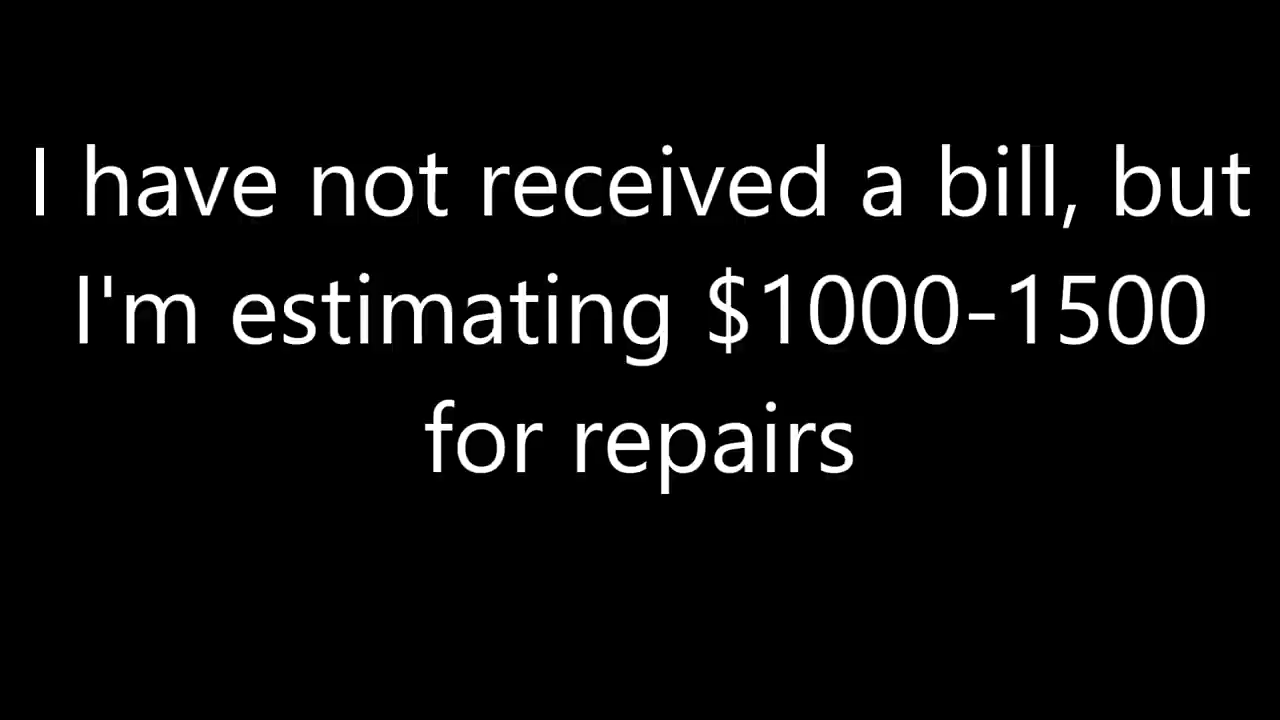 I have not received a bill, but
I'm estimating $1000-1500
for repairs